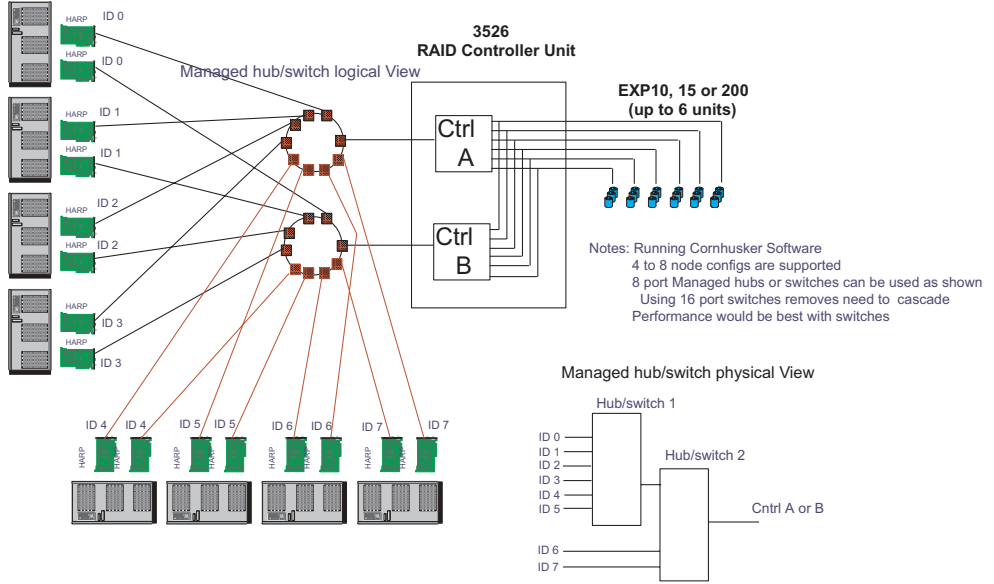 HARP
ID 0
HARP
ID 0
HARP
ID 1
HARP
ID 1
HARP
ID 2
HARP
ID 2
HARP
ID 3
HARP
ID 3
Managed hub/switch logical View
3526
RAID Controller Unit
Ctrl
A
Ctrl
B
EXP10, 15 or 200
(up to 6 units)
Notes: Running Cornhusker Software
4 to 8 node configs are supported
8 port Managed hubs or switches can be used as shown
Using 16 port switches removes need to cascade
Performance would be best with switches
ID 4
ID 4
ID 5
ID 5
ID 6
ID 6
ID 7
ID 7
HARP
HARP
HARP
HARP
HARP
HARP
HARP
HARP
Managed hub/switch physical View
Hub/switch 1
ID 0
ID 1
ID 2
ID 3
ID 4
ID 5
Hub/switch 2
Cntrl A or B
ID 6
ID 7